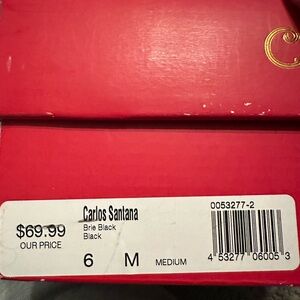 C
Carlos Santana
0053277-2
Brie Black
$69.99
Black
OUR PRICE
6 M MEDIUM
4 53277 06005 3